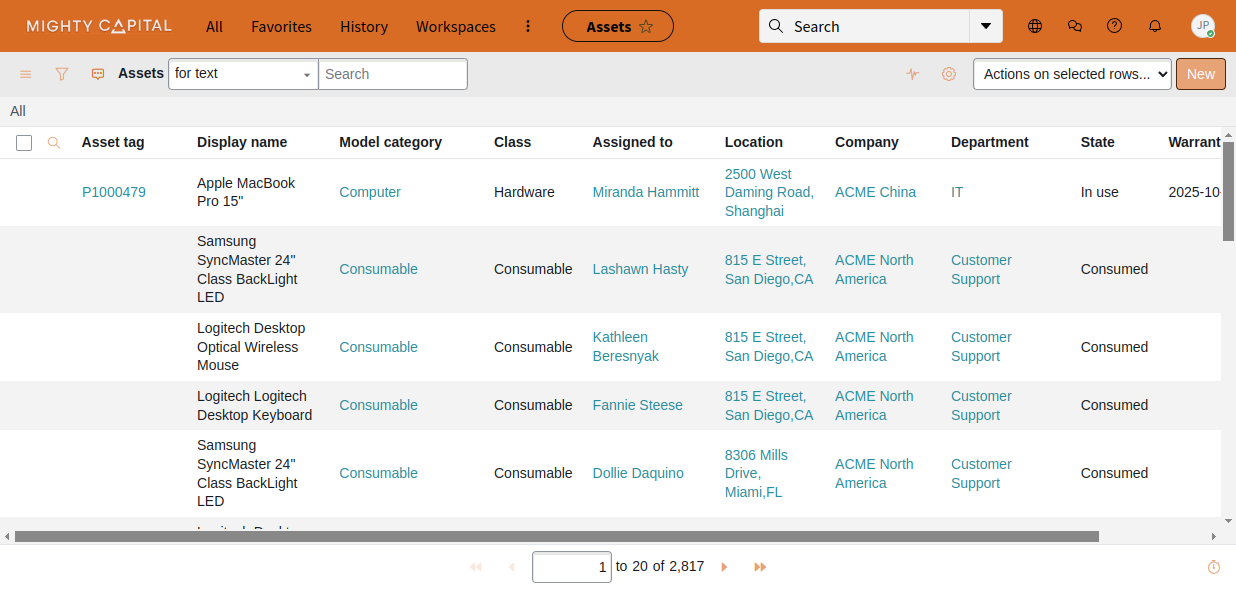 MIGHTY CAPITAL All Favorites History Workspaces Assets Search JP
Assets for text Search Actions on selected rows... New
All
Asset tag Display name Model category Class Assigned to Location Company Department State Warrant
P1000479 Apple MacBook Pro 15" Computer Hardware Miranda Hammitt 2500 West Daming Road, Shanghai ACME China IT In use 2025-10-
Samsung SyncMaster 24" Class BackLight LED Consumable Consumable Lashawn Hasty 815 E Street, San Diego,CA ACME North America Customer Support Consumed
Logitech Desktop Optical Wireless Mouse Consumable Consumable Kathleen Beresnyak 815 E Street, San Diego,CA ACME North America Customer Support Consumed
Logitech Logitech Desktop Keyboard Consumable Consumable Fannie Steese 815 E Street, San Diego,CA ACME North America Customer Support Consumed
Samsung SyncMaster 24" Class BackLight LED Consumable Consumable Dollie Daquino 8306 Mills Drive, Miami,FL ACME North America Customer Support Consumed
1 to 20 of 2,817